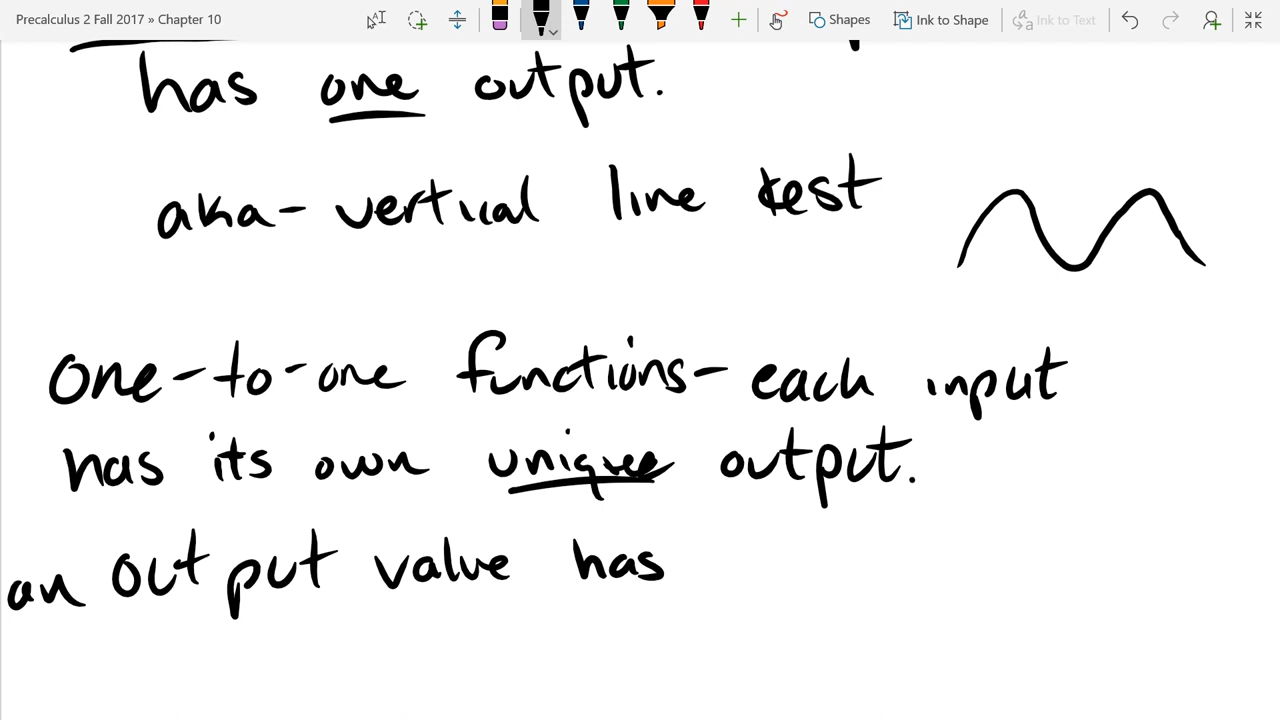 Precalculus 2 Fall 2017 » Chapter 10
Shapes
Ink to Shape
Ink to Text
has one output.
aka- vertical line test
one-to-one functions- each input
has its own unique output.
an output value has